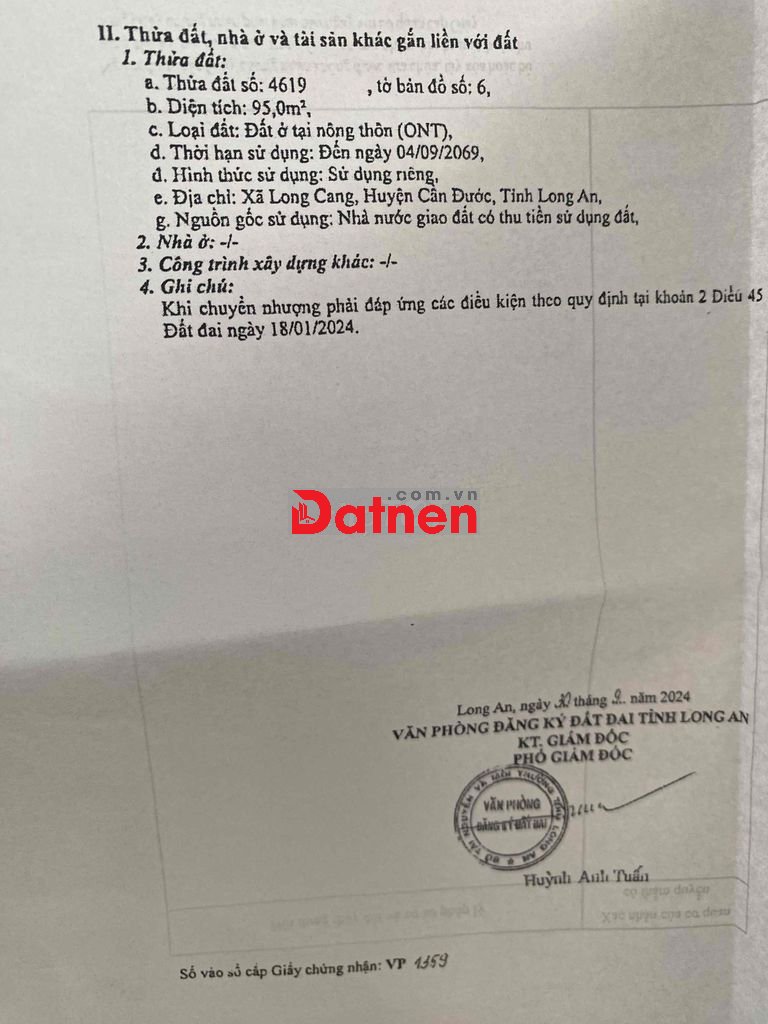 II. Thửa đất, nhà ở và tài sản khác gắn liền với đất
1. Thửa đất:
a. Thửa đất số: 4619 , tờ bản đồ số: 6,
b. Diện tích: 95,0m²,
c. Loại đất: Đất ở tại nông thôn (ONT),
d. Thời hạn sử dụng: Đến ngày 04/09/2069,
đ. Hình thức sử dụng: Sử dụng riêng,
e. Địa chỉ: Xã Long Cang, Huyện Cần Đước, Tỉnh Long An,
g. Nguồn gốc sử dụng: Nhà nước giao đất có thu tiền sử dụng đất,
2. Nhà ở: -/-
3. Công trình xây dựng khác: -/-
4. Ghi chú:
Khi chuyển nhượng phải đáp ứng các điều kiện theo quy định tại khoản 2 Điều 45
Đất đai ngày 18/01/2024.
.com.vn
Datnen
Long An, ngày 30 tháng 9 năm 2024
VĂN PHÒNG ĐĂNG KÝ ĐẤT ĐAI TỈNH LONG AN
KT. GIÁM ĐỐC
PHÓ GIÁM ĐỐC
VĂN PHÒNG
ĐĂNG KÝ ĐẤT ĐAI
Huỳnh Anh Tuấn
Số vào sổ cấp Giấy chứng nhận: VP 1359